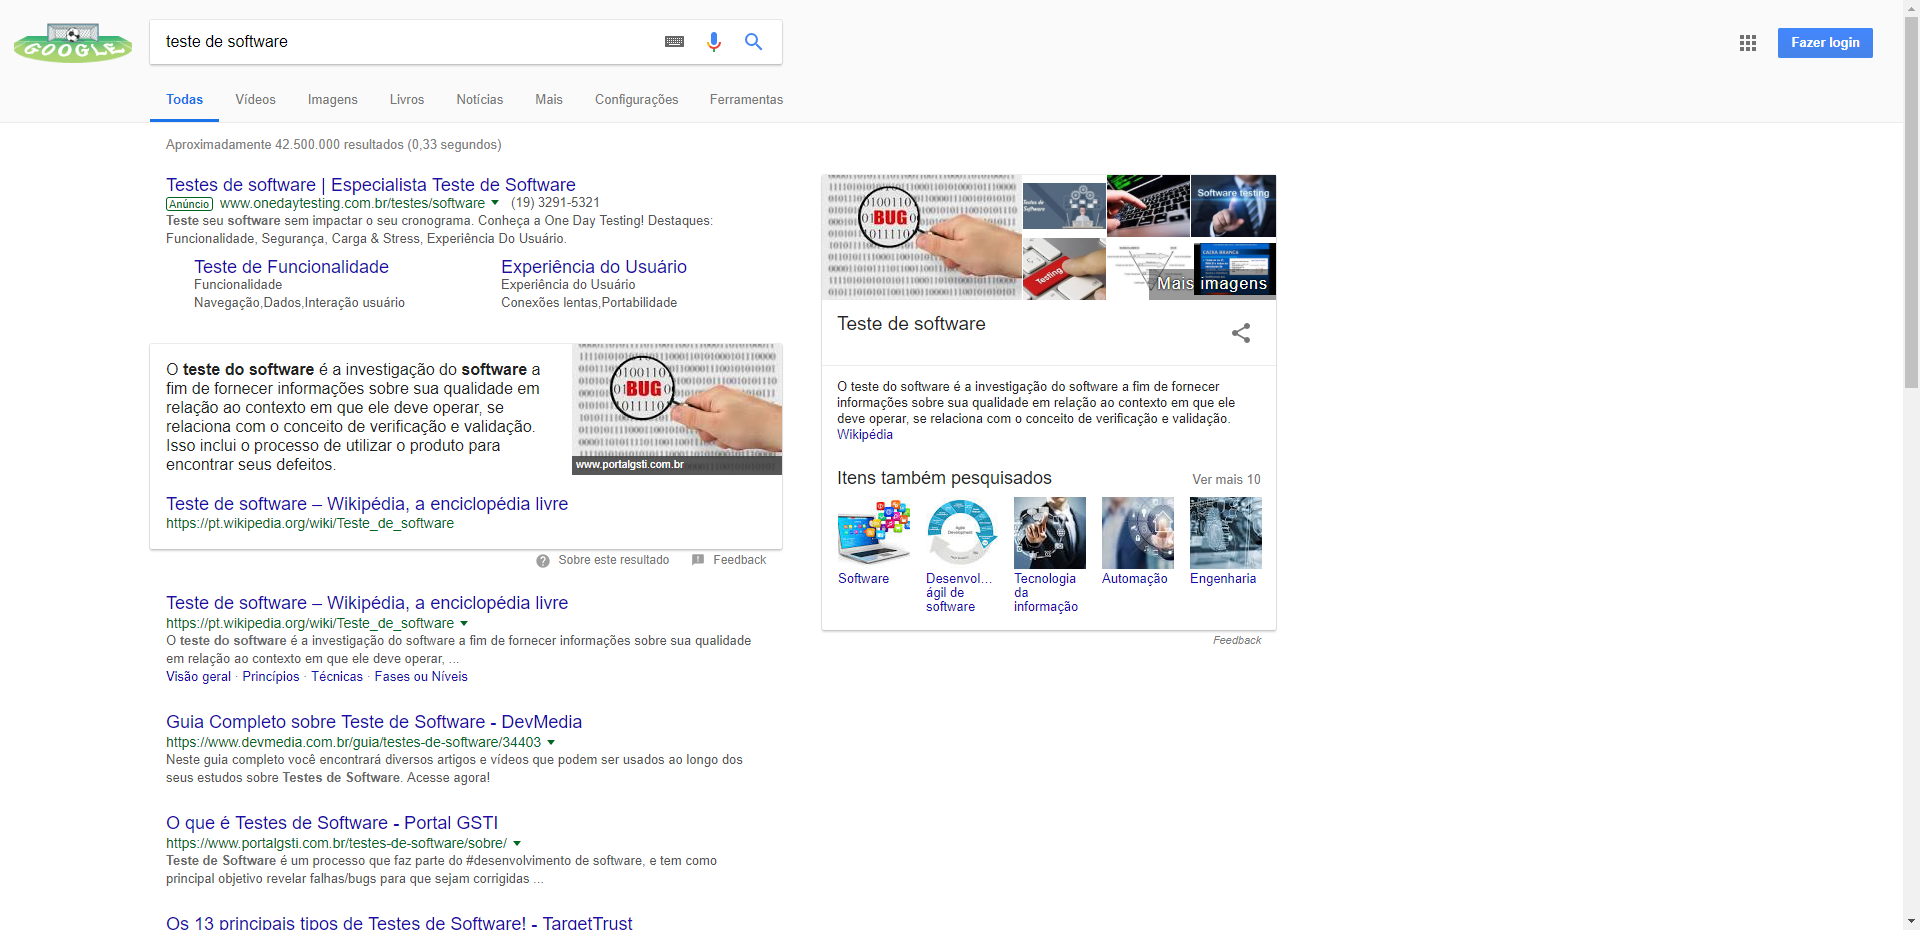 GOOGLE
teste de software
Fazer login
Todas Vídeos Imagens Livros Notícias Mais Configurações Ferramentas
Aproximadamente 42.500.000 resultados (0,33 segundos)
Testes de software | Especialista Teste de Software
Anúncio www.onedaytesting.com.br/testes/software (19) 3291-5321
Teste seu software sem impactar o seu cronograma. Conheça a One Day Testing! Destaques:
Funcionalidade, Segurança, Carga & Stress, Experiência Do Usuário.
Teste de Funcionalidade
Funcionalidade
Navegação,Dados,Interação usuário
Experiência do Usuário
Experiência do Usuário
Conexões lentas,Portabilidade
O teste do software é a investigação do software a
fim de fornecer informações sobre sua qualidade em
relação ao contexto em que ele deve operar, se
relaciona com o conceito de verificação e validação.
Isso inclui o processo de utilizar o produto para
encontrar seus defeitos.
BUG
www.portalgsti.com.br
Teste de software – Wikipédia, a enciclopédia livre
https://pt.wikipedia.org/wiki/Teste_de_software
Sobre este resultado Feedback
Teste de software – Wikipédia, a enciclopédia livre
https://pt.wikipedia.org/wiki/Teste_de_software
O teste do software é a investigação do software a fim de fornecer informações sobre sua qualidade
em relação ao contexto em que ele deve operar, ...
Visão geral · Princípios · Técnicas · Fases ou Níveis
Guia Completo sobre Teste de Software - DevMedia
https://www.devmedia.com.br/guia/testes-de-software/34403
Neste guia completo você encontrará diversos artigos e vídeos que podem ser usados ao longo dos
seus estudos sobre Testes de Software. Acesse agora!
O que é Testes de Software - Portal GSTI
https://www.portalgsti.com.br/testes-de-software/sobre/
Teste de Software é um processo que faz parte do #desenvolvimento de software, e tem como
principal objetivo revelar falhas/bugs para que sejam corrigidas ...
Os 13 principais tipos de Testes de Software! - TargetTrust
BUG
Testes de
Software
Software testing
Testing
CAIXA BRANCA
Mais imagens
Teste de software
O teste do software é a investigação do software a fim de fornecer
informações sobre sua qualidade em relação ao contexto em que ele
deve operar, se relaciona com o conceito de verificação e validação.
Wikipédia
Itens também pesquisados
Ver mais 10
Software
Desenvol...
ágil de
software
Tecnologia
da
informação
Automação
Engenharia
Feedback